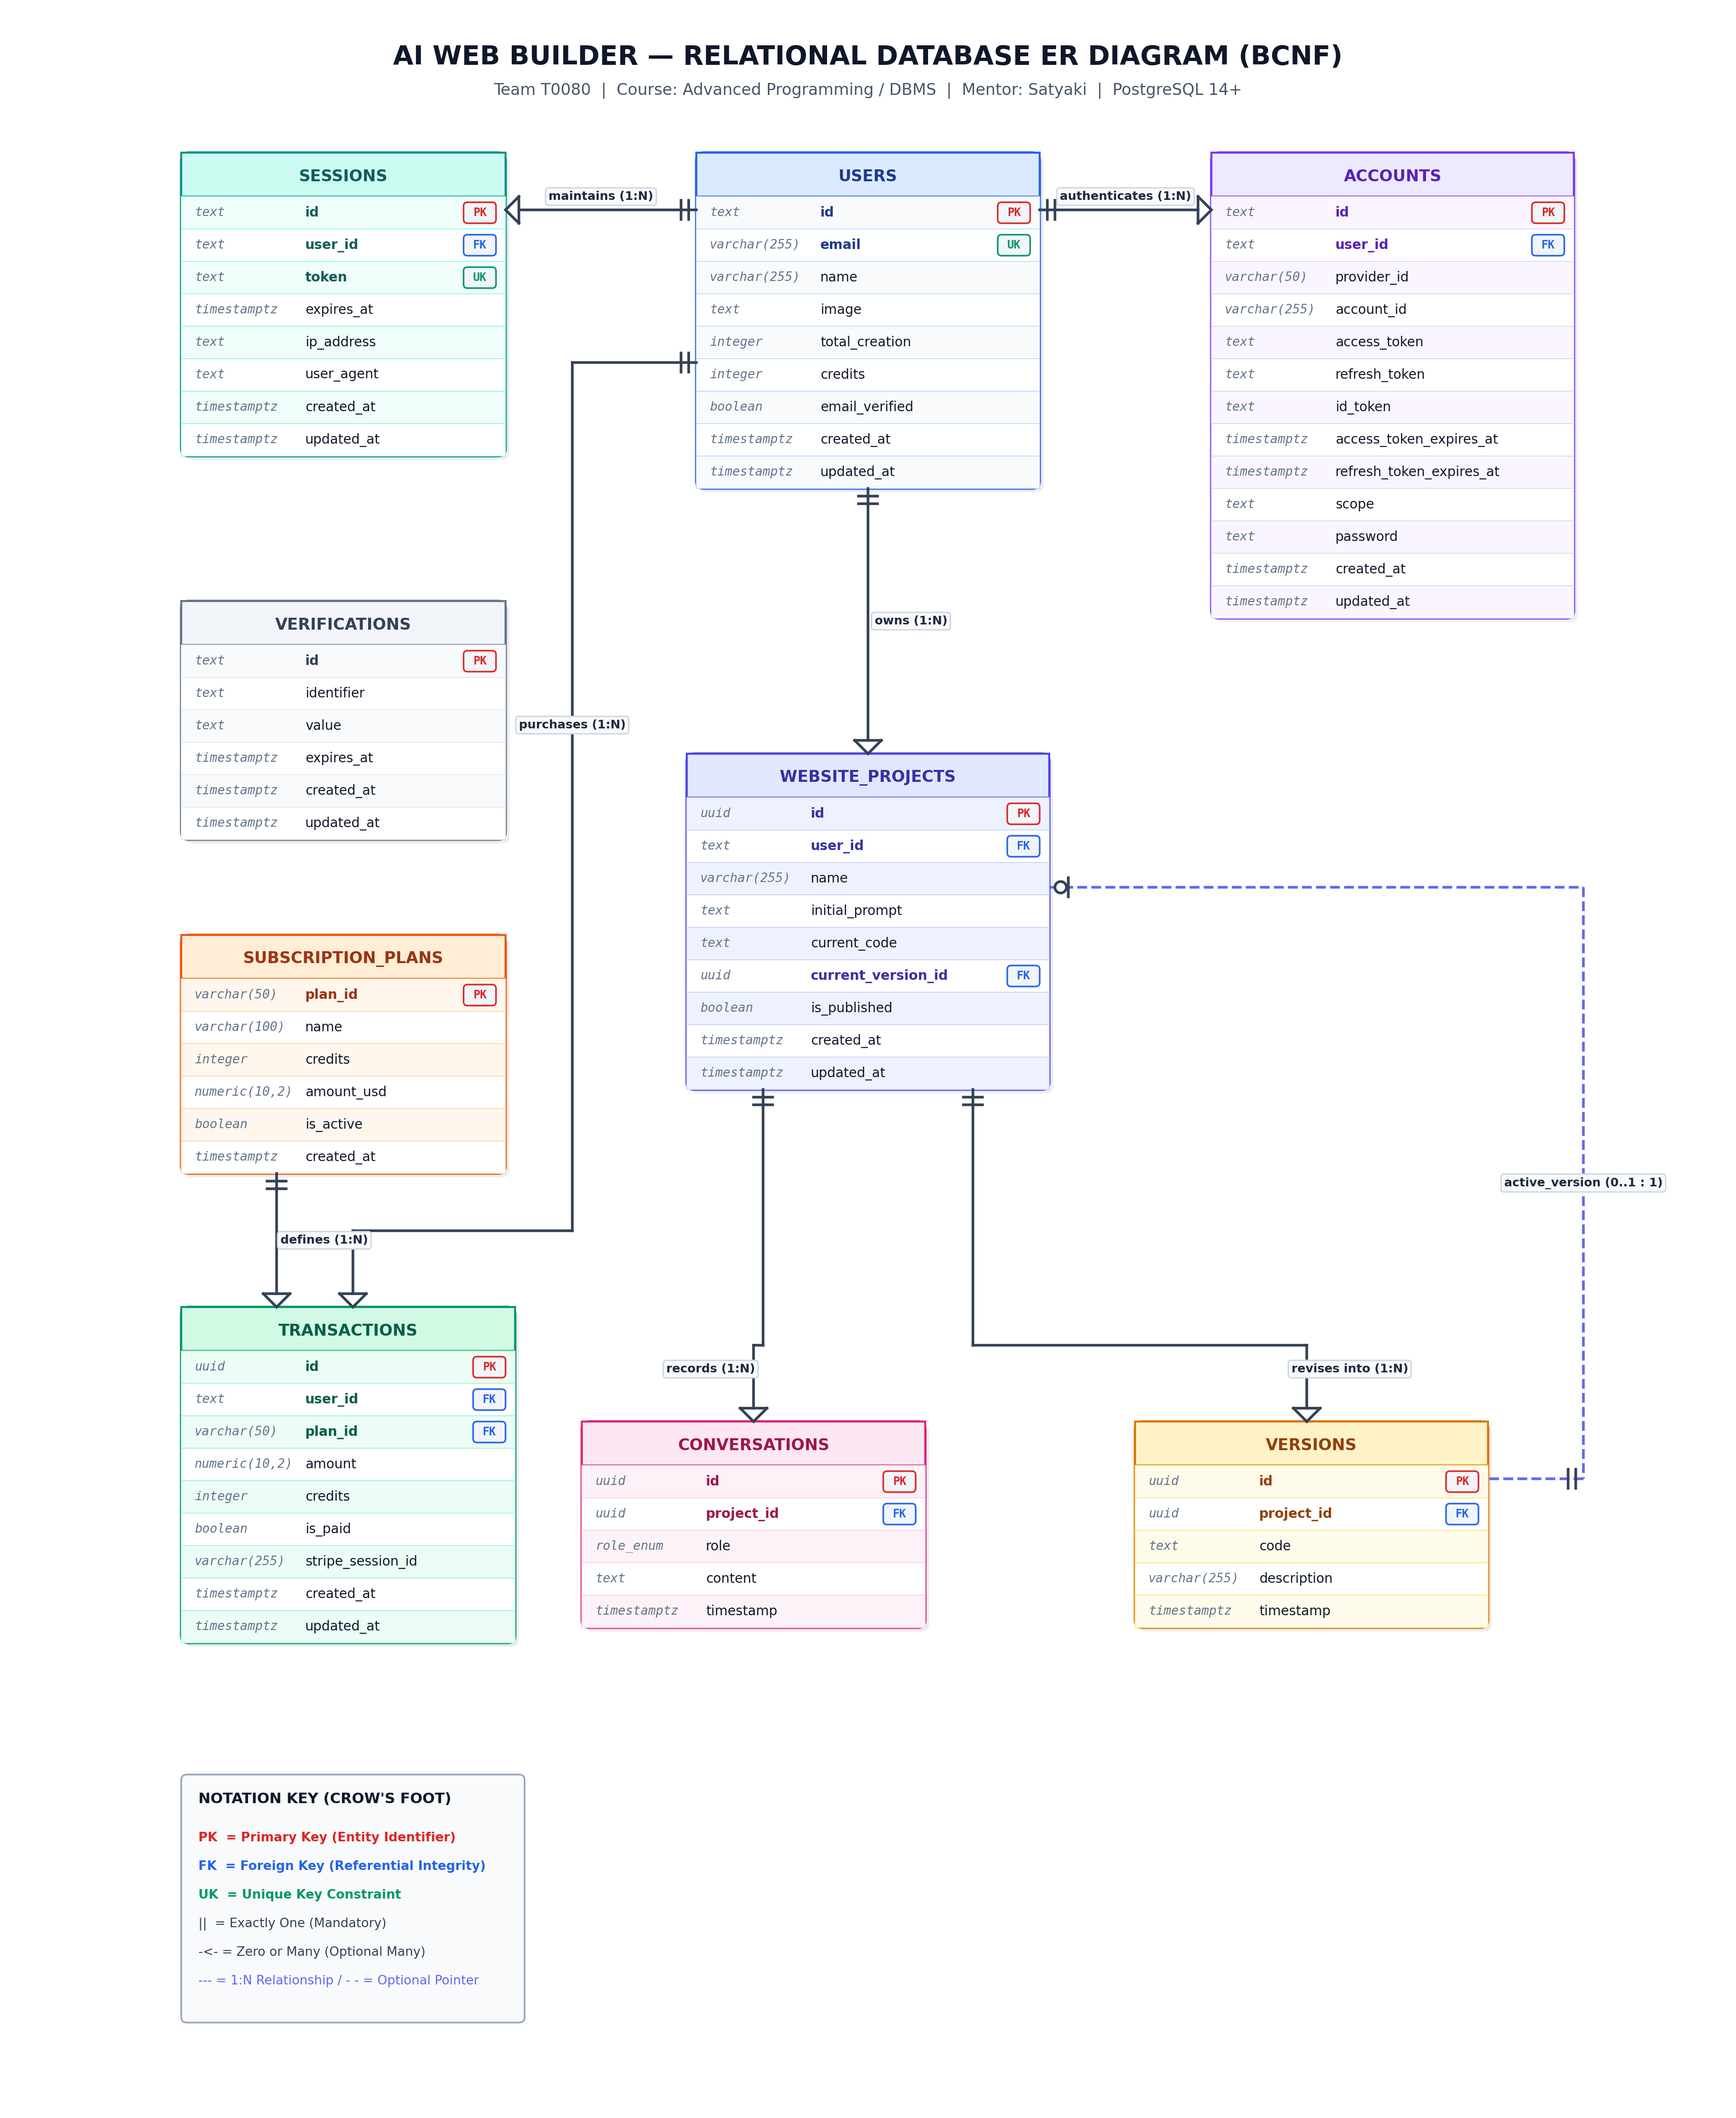 AI WEB BUILDER — RELATIONAL DATABASE ER DIAGRAM (BCNF)
Team T0080 | Course: Advanced Programming / DBMS | Mentor: Satyaki | PostgreSQL 14+
SESSIONS
text id PK
text user_id FK
text token UK
timestamptz expires_at
text ip_address
text user_agent
timestamptz created_at
timestamptz updated_at
maintains (1:N)
USERS
text id PK
varchar(255) email UK
varchar(255) name
text image
integer total_creation
integer credits
boolean email_verified
timestamptz created_at
timestamptz updated_at
authenticates (1:N)
ACCOUNTS
text id PK
text user_id FK
varchar(50) provider_id
varchar(255) account_id
text access_token
text refresh_token
text id_token
timestamptz access_token_expires_at
timestamptz refresh_token_expires_at
text scope
text password
timestamptz created_at
timestamptz updated_at
owns (1:N)
VERIFICATIONS
text id PK
text identifier
text value
timestamptz expires_at
timestamptz created_at
timestamptz updated_at
purchases (1:N)
WEBSITE_PROJECTS
uuid id PK
text user_id FK
varchar(255) name
text initial_prompt
text current_code
uuid current_version_id FK
boolean is_published
timestamptz created_at
timestamptz updated_at
SUBSCRIPTION_PLANS
varchar(50) plan_id PK
varchar(100) name
integer credits
numeric(10,2) amount_usd
boolean is_active
timestamptz created_at
active_version (0..1 : 1)
defines (1:N)
TRANSACTIONS
uuid id PK
text user_id FK
varchar(50) plan_id FK
numeric(10,2) amount
integer credits
boolean is_paid
varchar(255) stripe_session_id
timestamptz created_at
timestamptz updated_at
records (1:N)
revises into (1:N)
CONVERSATIONS
uuid id PK
uuid project_id FK
role_enum role
text content
timestamptz timestamp
VERSIONS
uuid id PK
uuid project_id FK
text code
varchar(255) description
timestamptz timestamp
NOTATION KEY (CROW'S FOOT)
PK = Primary Key (Entity Identifier)
FK = Foreign Key (Referential Integrity)
UK = Unique Key Constraint
|| = Exactly One (Mandatory)
-<- = Zero or Many (Optional Many)
--- = 1:N Relationship / - - = Optional Pointer